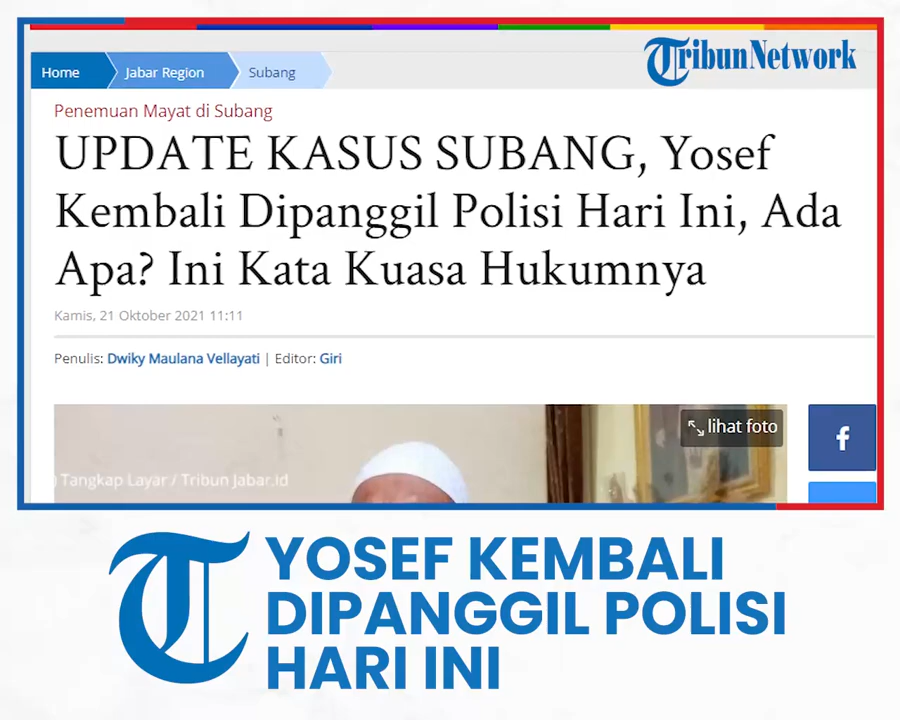 TribunNetwork
Home
Jabar Region
Subang
Penemuan Mayat di Subang
UPDATE KASUS SUBANG, Yosef
Kembali Dipanggil Polisi Hari Ini, Ada
Apa? Ini Kata Kuasa Hukumnya
Kamis, 21 Oktober 2021 11:11
Penulis: Dwiky Maulana Vellayati | Editor: Giri
lihat foto
Tangkap Layar / Tribun Jabar.id
f
T YOSEF KEMBALI
DIPANGGIL POLISI
HARI INI